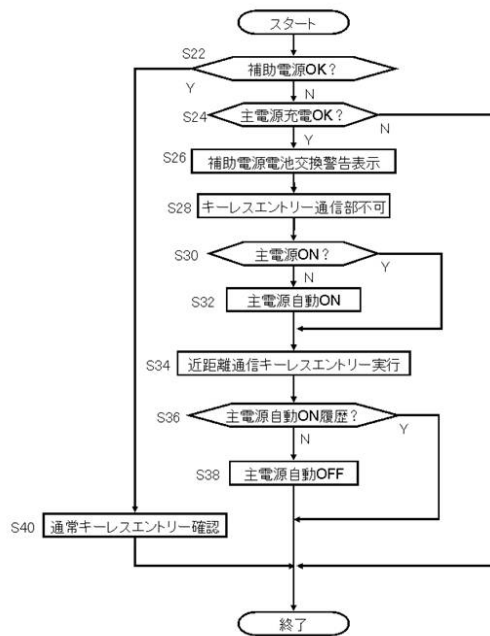 スタート
S22
補助電源OK?
Y
N
S24
主電源充電OK?
N
Y
S26
補助電源電池交換警告表示
S28
キーレスエントリー通信部不可
S30
主電源ON?
Y
N
S32
主電源自動ON
S34
近距離通信キーレスエントリー実行
S36
主電源自動ON履歴?
Y
N
S38
主電源自動OFF
S40
通常キーレスエントリー確認
終了